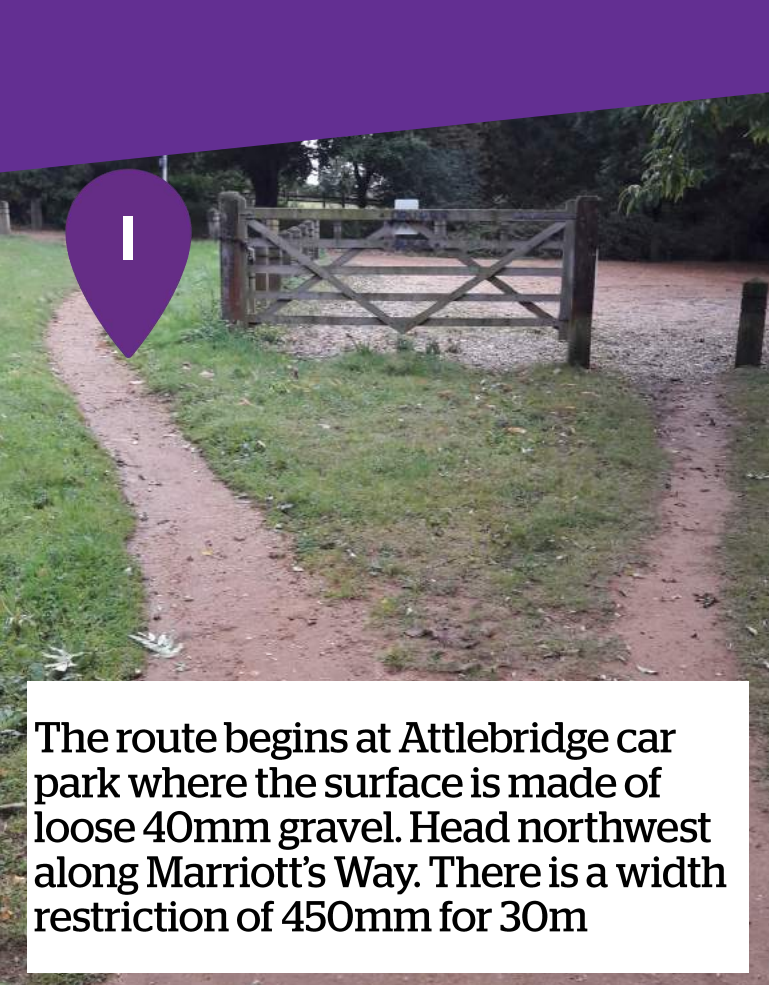 1
The route begins at Attlebridge car
park where the surface is made of
loose 40mm gravel. Head northwest
along Marriott’s Way. There is a width
restriction of 450mm for 30m